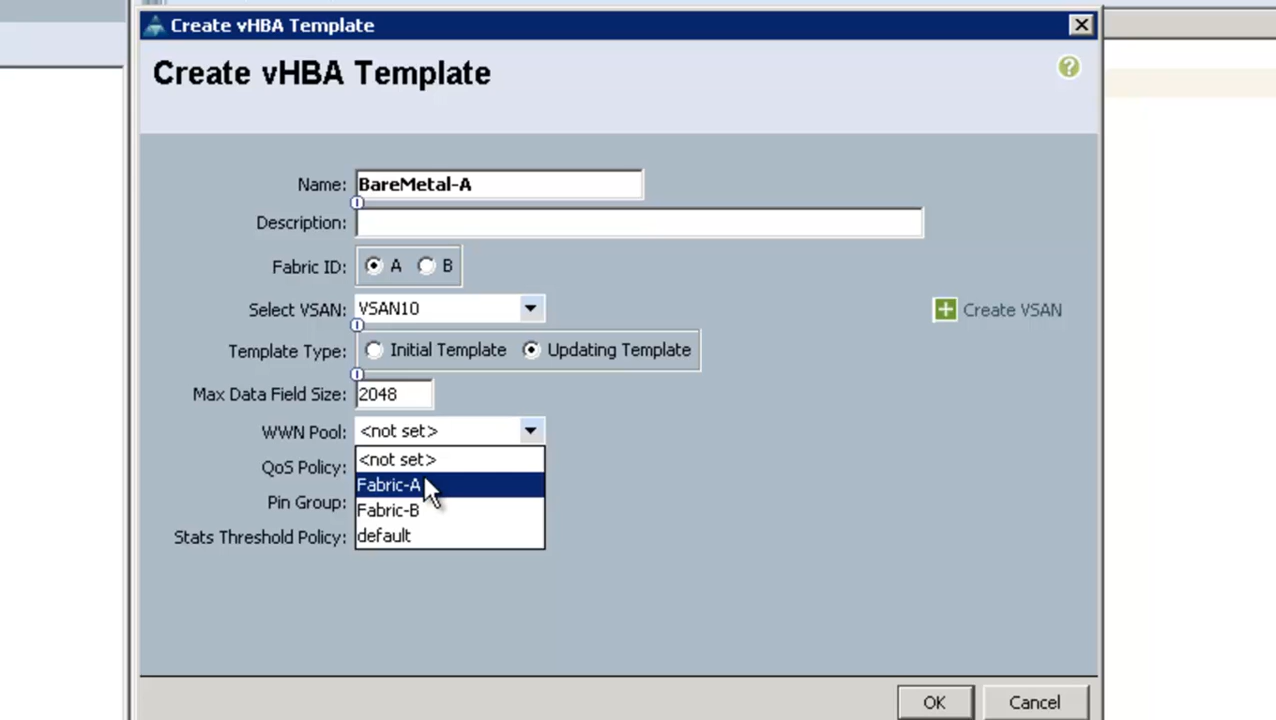 Create vHBA Template
Create vHBA Template
Name: BareMetal-A
Description:
Fabric ID: A B
Select VSAN: VSAN10 Create VSAN
Template Type: Initial Template Updating Template
Max Data Field Size: 2048
WWN Pool: <not set>
<not set>
QoS Policy:
Fabric-A
Pin Group:
Fabric-B
Stats Threshold Policy:
default
OK Cancel